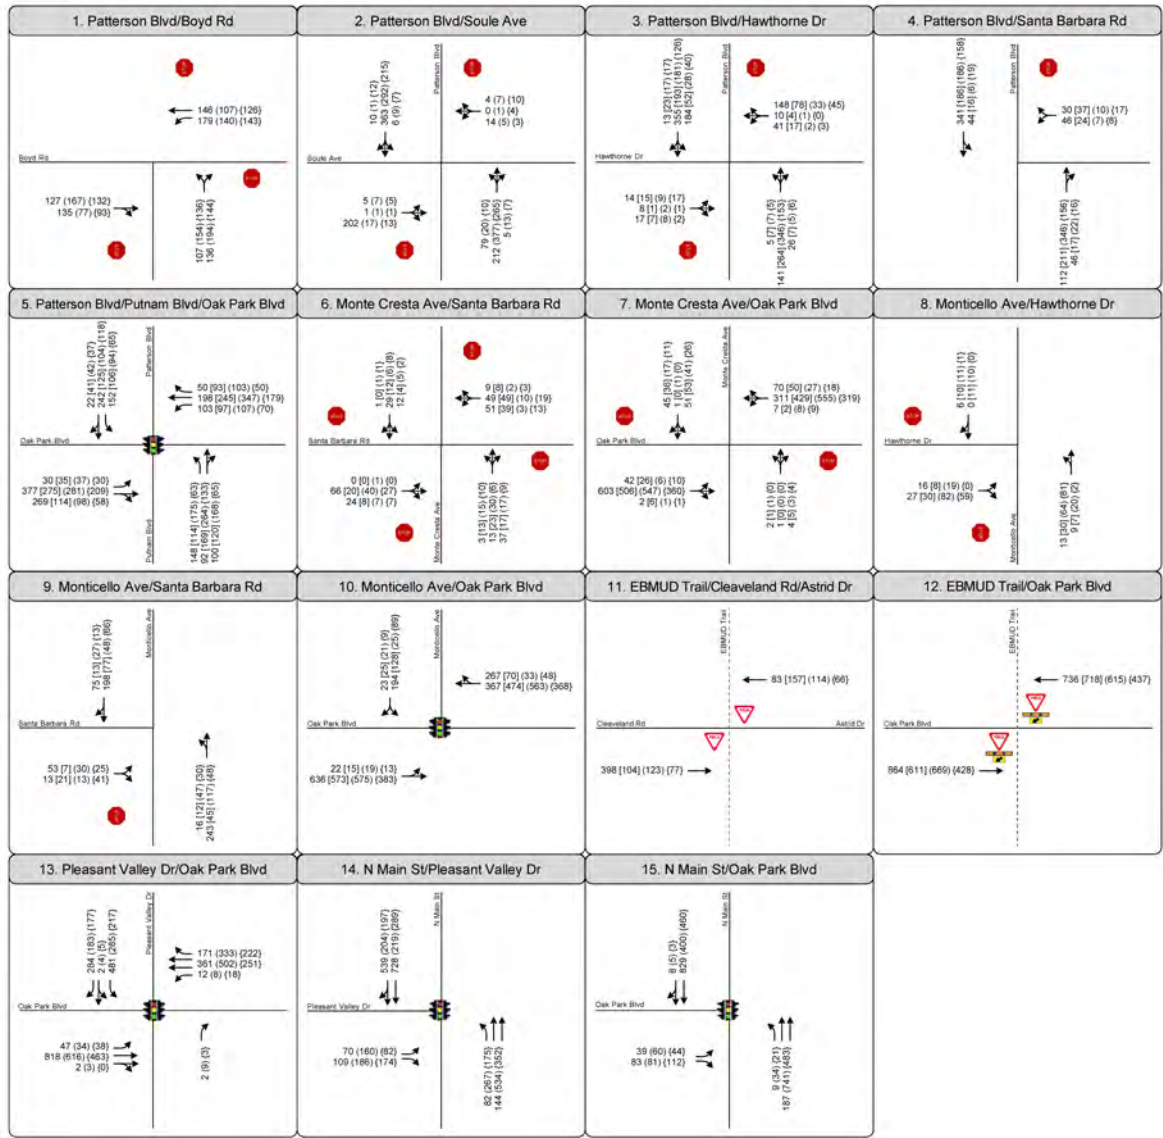 1. Patterson Blvd/Boyd Rd
STOP
146 (107) {126}
179 (140) {143}
Boyd Rd
STOP
127 (167) {132}
135 (77) {93}
STOP
107 (154) {136}
136 (194) {144}
2. Patterson Blvd/Soule Ave
10 (1) {12}
363 (292) {215}
6 (9) {7}
Patterson Blvd
STOP
4 (7) {10}
0 (1) {4}
14 (5) {3}
Soule Ave
5 (7) {5}
1 (1) {1}
202 (17) {13}
STOP
79 (20) {10}
212 (377) {265}
5 (13) {7}
3. Patterson Blvd/Hawthorne Dr
13 [23] (17) {17}
355 [193] (181) {126}
184 [52] (28) {40}
Patterson Blvd
STOP
148 [78] (33) {45}
10 [4] (1) {0}
41 [17] (2) {3}
Hawthorne Dr
14 [15] (9) {17}
8 [1] (2) {1}
17 [7] (8) {2}
STOP
5 [7] (7) {5}
141 [264] (346) {153}
26 [7] (5) {6}
4. Patterson Blvd/Santa Barbara Rd
341 [186] (186) {158}
44 [16] (6) {19}
Patterson Blvd
STOP
30 [37] (10) {17}
46 [24] (7) {6}
112 [211] (346) {156}
46 [17] (22) {16}
5. Patterson Blvd/Putnam Blvd/Oak Park Blvd
22 [41] (42) {37}
242 [125] (104) {118}
152 [106] (94) {65}
Patterson Blvd
50 [93] (103) {50}
198 [245] (347) {179}
103 [97] (107) {70}
Oak Park Blvd
30 [35] (37) {30}
377 [275] (281) {209}
269 [114] (98) {58}
Putnam Blvd
148 [114] (175) {63}
92 [169] (264) {133}
100 [120] (168) {65}
6. Monte Cresta Ave/Santa Barbara Rd
1 [0] (1) {1}
29 [12] (6) {8}
12 [4] (5) {2}
STOP
STOP
9 [8] (2) {3}
49 [49] (10) {19}
51 [39] (3) {13}
Santa Barbara Rd
STOP
0 [0] (1) {0}
66 [20] (40) {27}
24 [8] (7) {7}
STOP
Monte Cresta Ave
3 [13] (15) {10}
13 [23] (30) {6}
37 [17] (17) {9}
7. Monte Cresta Ave/Oak Park Blvd
45 [36] (17) {11}
1 [0] (1) {0}
51 [53] (41) {26}
Monte Cresta Ave
STOP
70 [50] (27) {18}
311 [429] (555) {319}
7 [2] (8) {9}
Oak Park Blvd
STOP
42 [26] (6) {10}
603 [506] (547) {360}
2 [6] (1) {1}
2 [1] (1) {0}
1 [0] (0) {0}
4 [5] (3) {4}
8. Monticello Ave/Hawthorne Dr
6 [10] (11) {1}
0 [11] (10) {0}
STOP
Hawthorne Dr
16 [8] (19) {0}
27 [30] (82) {59}
STOP
Monticello Ave
13 [30] (64) {81}
9 [7] (20) {2}
9. Monticello Ave/Santa Barbara Rd
75 [13] (27) {13}
198 [77] (48) {66}
Monticello Ave
Santa Barbara Rd
53 [7] (30) {25}
13 [21] (13) {41}
STOP
16 [12] (47) {30}
243 [45] (117) {48}
10. Monticello Ave/Oak Park Blvd
23 [25] (21) {9}
194 [128] (25) {89}
Monticello Ave
267 [70] (33) {48}
367 [474] (563) {368}
Oak Park Blvd
22 [15] (19) {13}
636 [573] (575) {383}
11. EBMUD Trail/Cleaveland Rd/Astrid Dr
EBMUD Trail
83 [157] (114) {66}
Cleaveland Rd
Astrid Dr
398 [104] (123) {77}
12. EBMUD Trail/Oak Park Blvd
EBMUD Trail
736 [718] (615) {437}
Oak Park Blvd
864 [611] (669) {428}
13. Pleasant Valley Dr/Oak Park Blvd
284 (183) {177}
2 (4) {5}
481 (265) {217}
Pleasant Valley Dr
171 (333) {222}
361 (502) {251}
12 (8) {18}
Oak Park Blvd
47 (34) {38}
818 (616) {463}
2 (3) {0}
2 (9) {3}
14. N Main St/Pleasant Valley Dr
539 (204) {197}
728 (219) {289}
N Main St
Pleasant Valley Dr
70 (160) {82}
109 (186) {174}
82 (267) {175}
144 (534) {352}
15. N Main St/Oak Park Blvd
8 (5) {3}
829 (400) {460}
N Main St
Oak Park Blvd
39 (60) {44}
83 (81) {112}
9 (34) {21}
187 (741) {483}